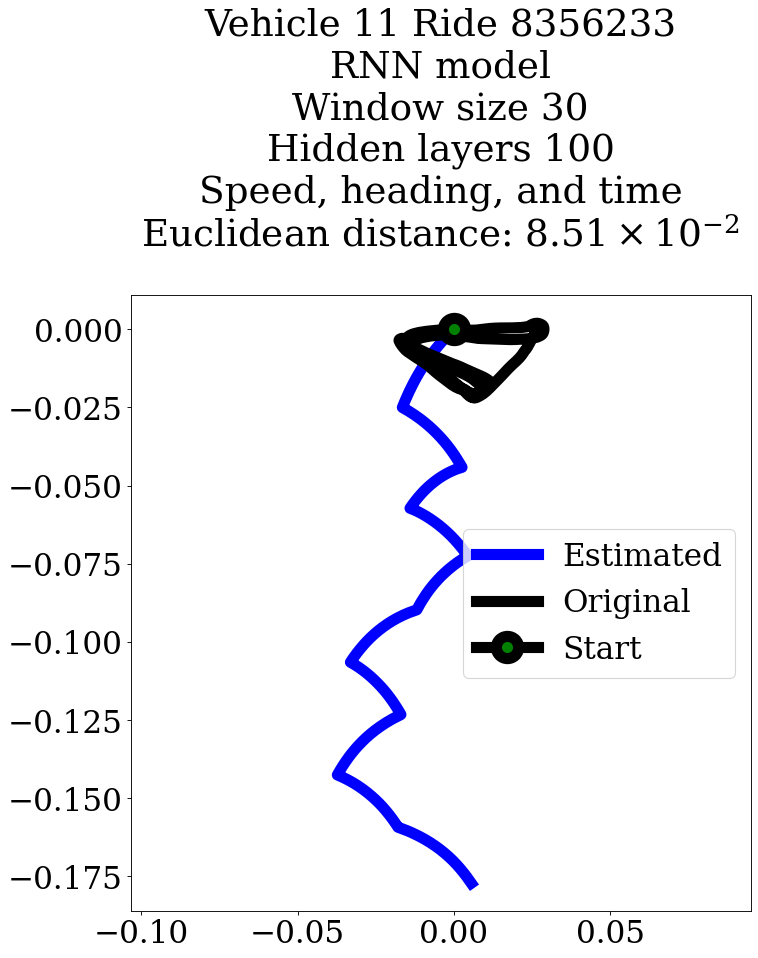 Vehicle 11 Ride 8356233
RNN model
Window size 30
Hidden layers 100
Speed, heading, and time
Euclidean distance: 8.51 × 10⁻²
0.000
−0.025
−0.050
−0.075
−0.100
−0.125
−0.150
−0.175
Estimated
Original
Start
−0.10
−0.05
0.00
0.05